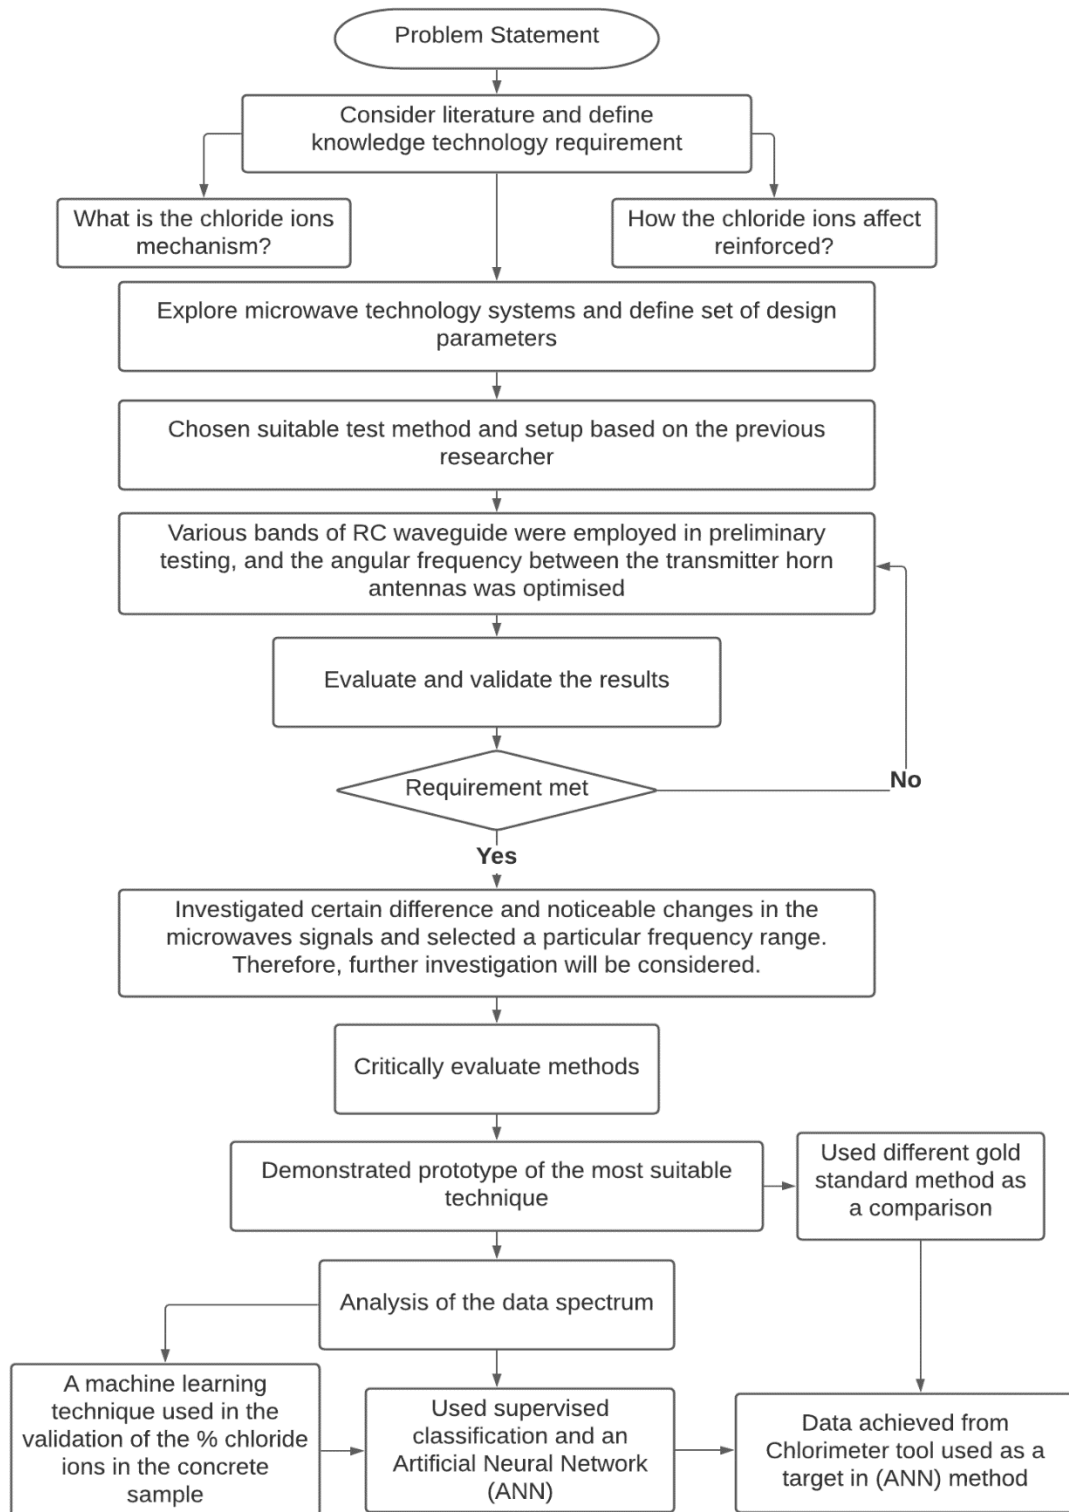 Problem Statement
Consider literature and define
knowledge technology requirement
What is the chloride ions
mechanism?
How the chloride ions affect
reinforced?
Explore microwave technology systems and define set of design
parameters
Chosen suitable test method and setup based on the previous
researcher
Various bands of RC waveguide were employed in preliminary
testing, and the angular frequency between the transmitter horn
antennas was optimised
Evaluate and validate the results
Requirement met
No
Yes
Investigated certain difference and noticeable changes in the
microwaves signals and selected a particular frequency range.
Therefore, further investigation will be considered.
Critically evaluate methods
Demonstrated prototype of the most suitable
technique
Used different gold
standard method as
a comparison
Analysis of the data spectrum
A machine learning
technique used in the
validation of the % chloride
ions in the concrete
sample
Used supervised
classification and an
Artificial Neural Network
(ANN)
Data achieved from
Chlorimeter tool used as a
target in (ANN) method